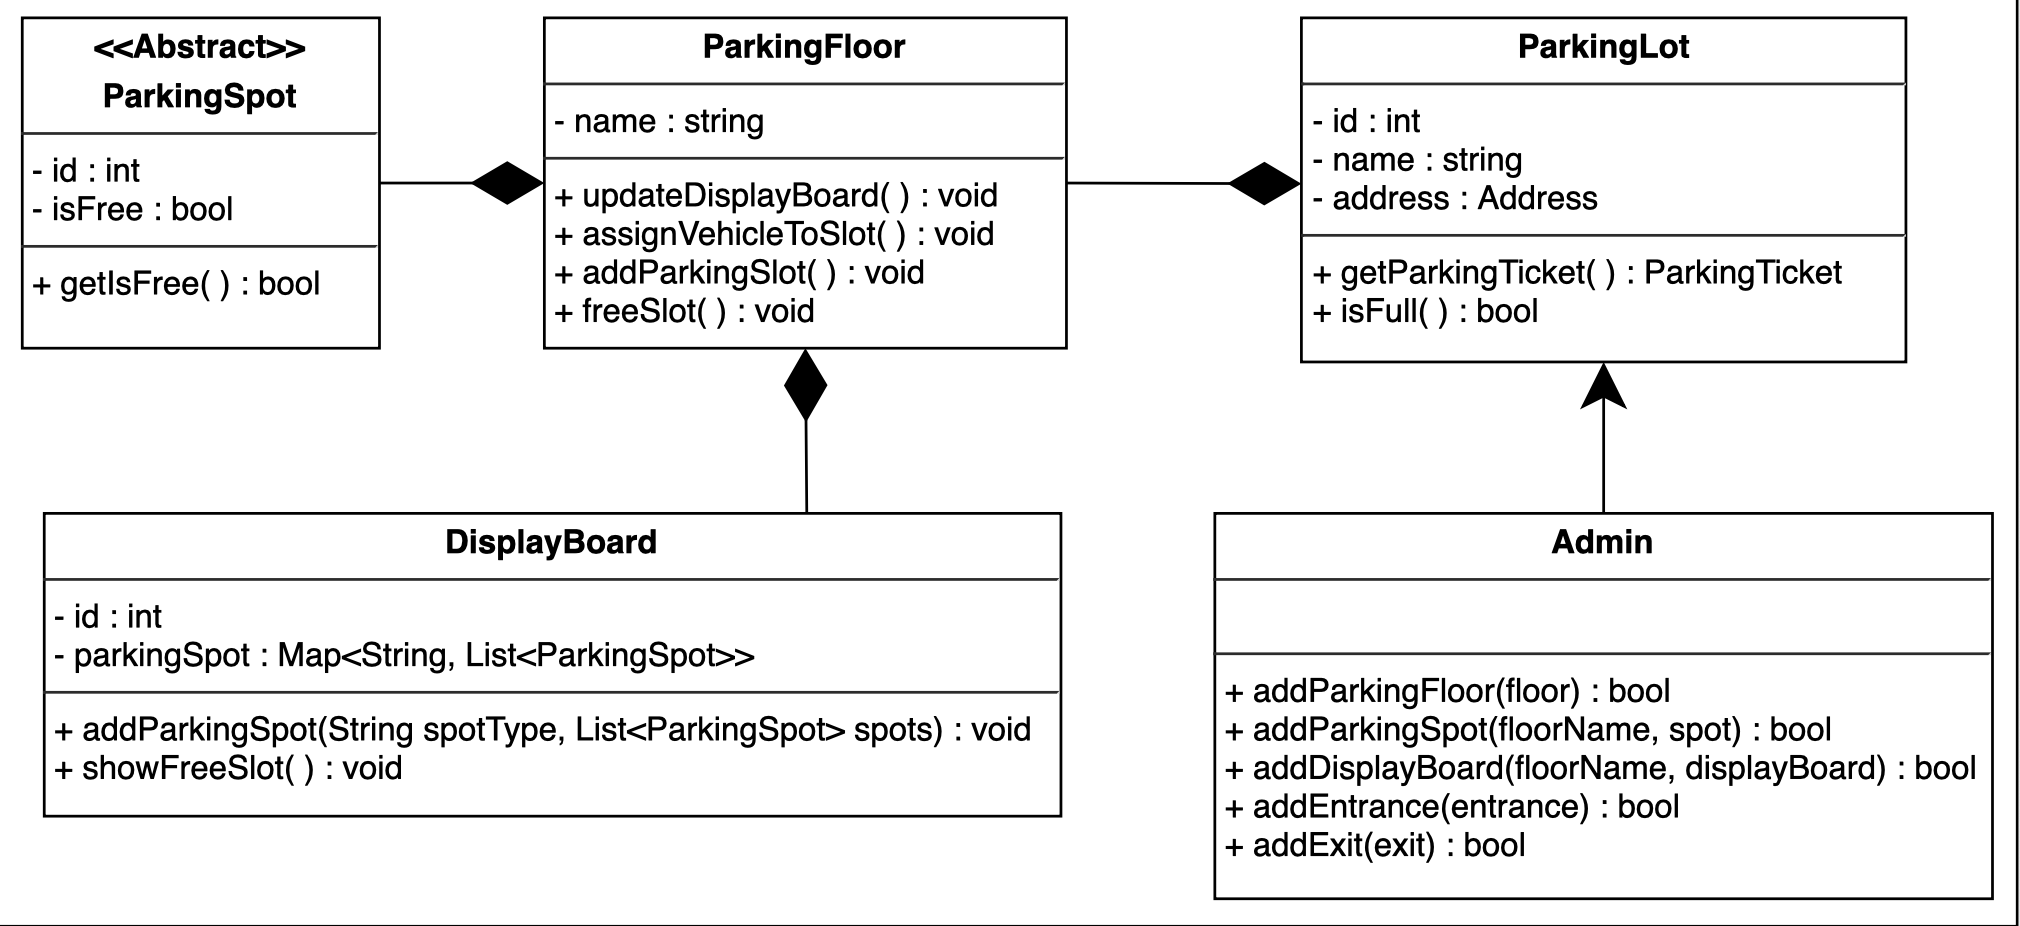 <<Abstract>>
ParkingSpot
- id : int
- isFree : bool
+ getIsFree( ) : bool
ParkingFloor
- name : string
+ updateDisplayBoard( ) : void
+ assignVehicleToSlot( ) : void
+ addParkingSlot( ) : void
+ freeSlot( ) : void
ParkingLot
- id : int
- name : string
- address : Address
+ getParkingTicket( ) : ParkingTicket
+ isFull( ) : bool
DisplayBoard
- id : int
- parkingSpot : Map<String, List<ParkingSpot>>
+ addParkingSpot(String spotType, List<ParkingSpot> spots) : void
+ showFreeSlot( ) : void
Admin
+ addParkingFloor(floor) : bool
+ addParkingSpot(floorName, spot) : bool
+ addDisplayBoard(floorName, displayBoard) : bool
+ addEntrance(entrance) : bool
+ addExit(exit) : bool